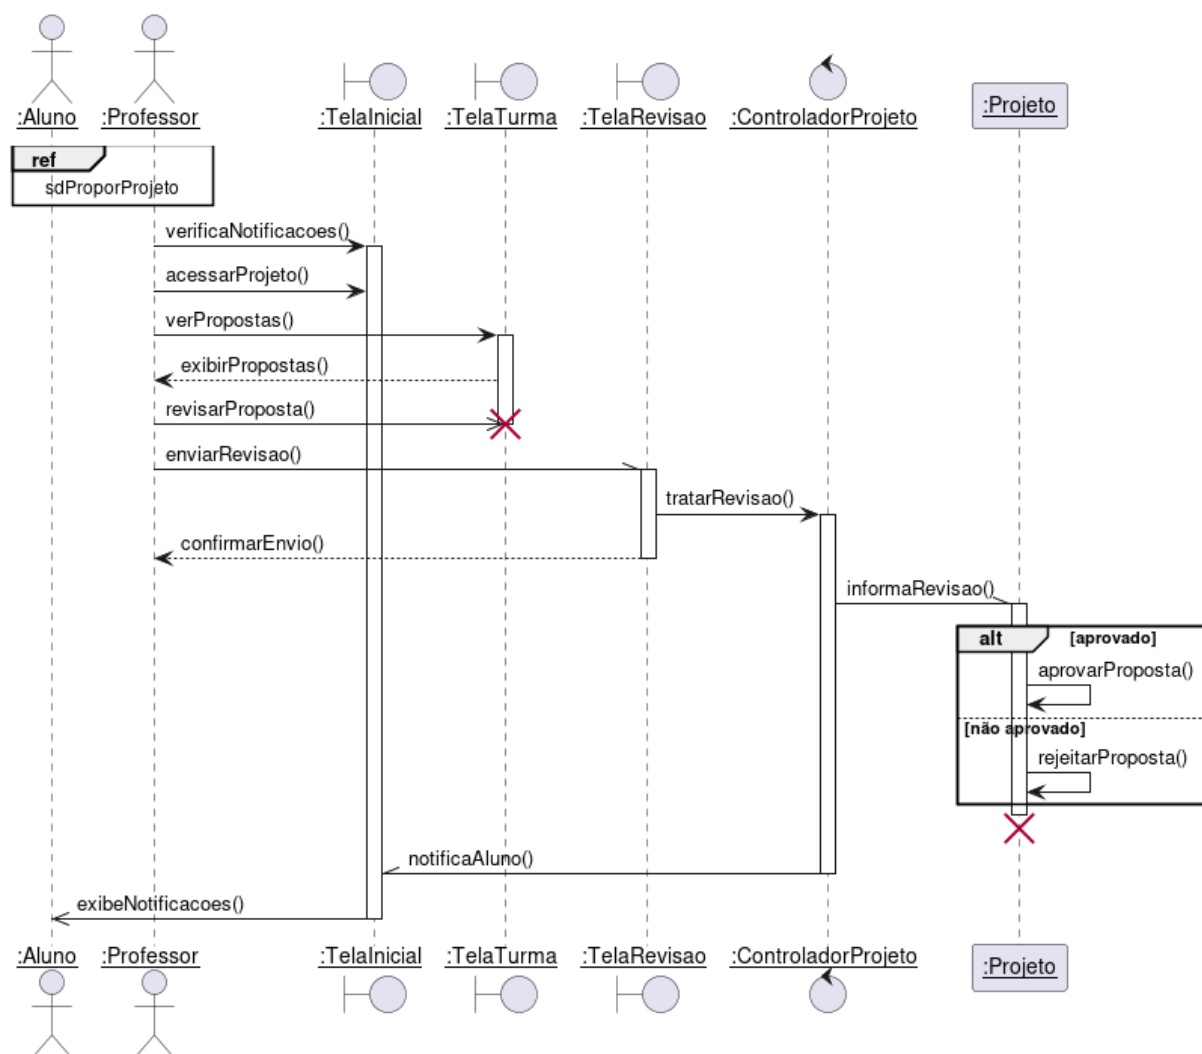 :Aluno
:Professor
:TelaInicial
:TelaTurma
:TelaRevisao
:ControladorProjeto
:Projeto
ref
sdProporProjeto
verificaNotificacoes()
acessarProjeto()
verPropostas()
exibirPropostas()
revisarProposta()
enviarRevisao()
tratarRevisao()
confirmarEnvio()
informaRevisao()
alt
[aprovado]
aprovarProposta()
[não aprovado]
rejeitarProposta()
notificaAluno()
exibeNotificacoes()
:Aluno
:Professor
:TelaInicial
:TelaTurma
:TelaRevisao
:ControladorProjeto
:Projeto